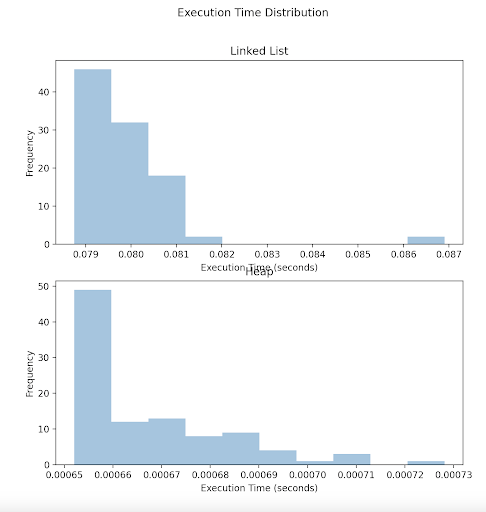 Execution Time Distribution
Linked List
Frequency
40
30
20
10
0
0.079 0.080 0.081 0.082 0.083 0.084 0.085 0.086 0.087
Execution Time (seconds)
Heap
Frequency
50
40
30
20
10
0
0.00065 0.00066 0.00067 0.00068 0.00069 0.00070 0.00071 0.00072 0.00073
Execution Time (seconds)